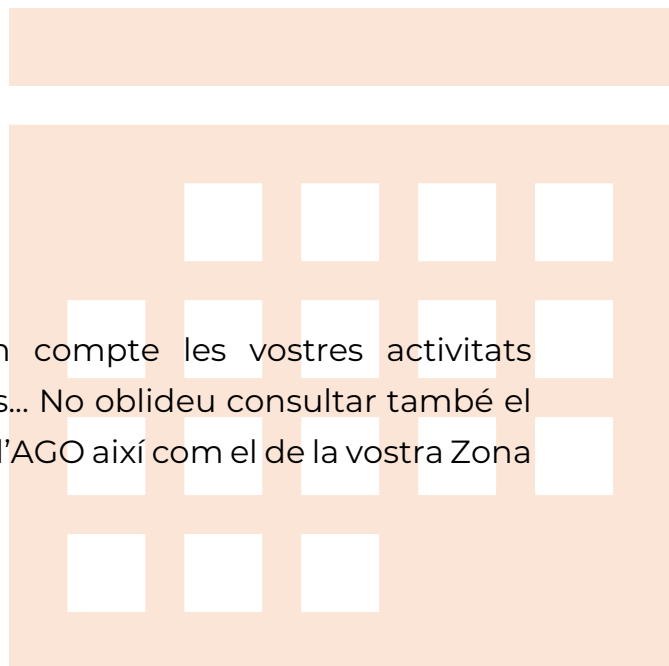 compte les vostres activitats
No oblideu consultar també el
l’AGO així com el de la vostra Zona